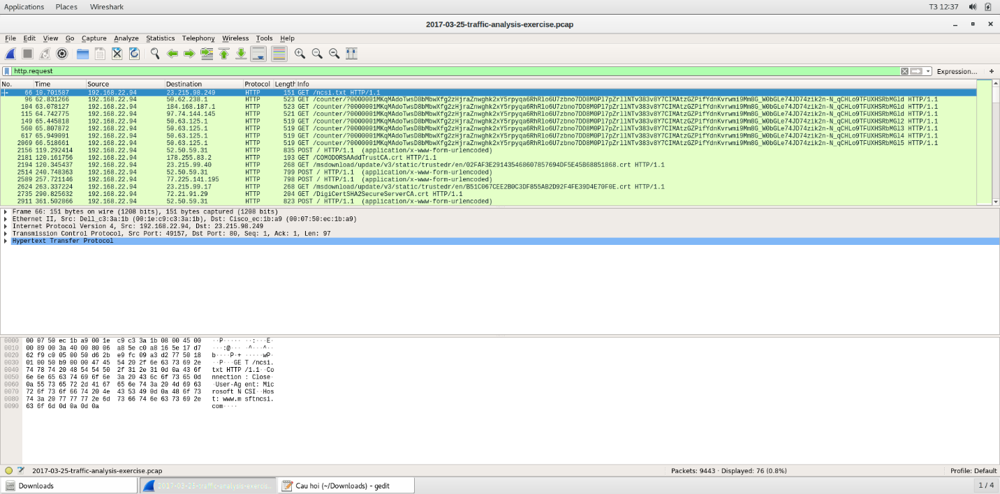 Applications Places Wireshark T3 12:37
2017-03-25-traffic-analysis-exercise.pcap
File Edit View Go Capture Analyze Statistics Telephony Wireless Tools Help
http.request Expression... +
No. Time Source Destination Protocol Length Info
66 10.701587 192.168.22.94 23.215.98.249 HTTP 151 GET /ncsi.txt HTTP/1.1
96 62.831266 192.168.22.94 50.62.238.1 HTTP 523 GET /counter/?0000001MKqMAdoTwsD8bMbwXfg2zHjraZnwghk2xY5rpyqa6RhRlo6U7zbno7DD8M0Pl7pZrllNTv383v8Y7CIMAtzGZPifYdnKvrwmi9Mm8G_W0bGLe74JD74zik2n-N_qCHLo9TFUXHSRbMGld HTTP/1.1
104 63.078127 192.168.22.94 184.168.187.1 HTTP 525 GET /counter/?0000001MKqMAdoTwsD8bMbwXfg2zHjraZnwghk2xY5rpyqa6RhRlo6U7zbno7DD8M0Pl7pZrllNTv383v8Y7CIMAtzGZPifYdnKvrwmi9Mm8G_W0bGLe74JD74zik2n-N_qCHLo9TFUXHSRbMGld HTTP/1.1
115 64.742775 192.168.22.94 97.74.144.145 HTTP 521 GET /counter/?0000001MKqMAdoTwsD8bMbwXfg2zHjraZnwghk2xY5rpyqa6RhRlo6U7zbno7DD8M0Pl7pZrllNTv383v8Y7CIMAtzGZPifYdnKvrwmi9Mm8G_W0bGLe74JD74zik2n-N_qCHLo9TFUXHSRbMGld HTTP/1.1
149 65.445818 192.168.22.94 50.63.125.1 HTTP 519 GET /counter/?0000001MKqMAdoTwsD8bMbwXfg2zHjraZnwghk2xY5rpyqa6RhRlo6U7zbno7DD8M0Pl7pZrllNTv383v8Y7CIMAtzGZPifYdnKvrwmi9Mm8G_W0bGLe74JD74zik2n-N_qCHLo9TFUXHSRbMGl2 HTTP/1.1
560 65.807872 192.168.22.94 50.63.125.1 HTTP 519 GET /counter/?0000001MKqMAdoTwsD8bMbwXfg2zHjraZnwghk2xY5rpyqa6RhRlo6U7zbno7DD8M0Pl7pZrllNTv383v8Y7CIMAtzGZPifYdnKvrwmi9Mm8G_W0bGLe74JD74zik2n-N_qCHLo9TFUXHSRbMGl3 HTTP/1.1
617 65.949091 192.168.22.94 50.63.125.1 HTTP 519 GET /counter/?0000001MKqMAdoTwsD8bMbwXfg2zHjraZnwghk2xY5rpyqa6RhRlo6U7zbno7DD8M0Pl7pZrllNTv383v8Y7CIMAtzGZPifYdnKvrwmi9Mm8G_W0bGLe74JD74zik2n-N_qCHLo9TFUXHSRbMGl4 HTTP/1.1
2069 66.518661 192.168.22.94 50.63.125.1 HTTP 519 GET /counter/?0000001MKqMAdoTwsD8bMbwXfg2zHjraZnwghk2xY5rpyqa6RhRlo6U7zbno7DD8M0Pl7pZrllNTv383v8Y7CIMAtzGZPifYdnKvrwmi9Mm8G_W0bGLe74JD74zik2n-N_qCHLo9TFUXHSRbMGl5 HTTP/1.1
2156 119.292414 192.168.22.94 52.50.59.31 HTTP 835 POST / HTTP/1.1 (application/x-www-form-urlencoded)
2181 120.161756 192.168.22.94 178.255.83.2 HTTP 193 GET /COMODORSAAddTrustCA.crt HTTP/1.1
2194 120.345437 192.168.22.94 23.215.99.40 HTTP 268 GET /msdownload/update/v3/static/trustedr/en/02FAF3E291435468607857694DF5E45B68851868.crt HTTP/1.1
2514 240.748363 192.168.22.94 52.50.59.31 HTTP 799 POST / HTTP/1.1 (application/x-www-form-urlencoded)
2589 257.721146 192.168.22.94 77.225.141.195 HTTP 798 POST / HTTP/1.1 (application/x-www-form-urlencoded)
2624 263.337224 192.168.22.94 23.215.99.17 HTTP 268 GET /msdownload/update/v3/static/trustedr/en/B51C067CEE2B0C3DF855AB2D92F4FE39D4E70F0E.crt HTTP/1.1
2735 290.825632 192.168.22.94 72.21.91.29 HTTP 204 GET /DigiCertSHA2SecureServerCA.crt HTTP/1.1
2911 361.502866 192.168.22.94 52.50.59.31 HTTP 823 POST / HTTP/1.1 (application/x-www-form-urlencoded)
Frame 66: 151 bytes on wire (1208 bits), 151 bytes captured (1208 bits)
Ethernet II, Src: Dell_c3:3a:1b (00:1e:c9:c3:3a:1b), Dst: Cisco_ec:1b:a9 (00:07:50:ec:1b:a9)
Internet Protocol Version 4, Src: 192.168.22.94, Dst: 23.215.98.249
Transmission Control Protocol, Src Port: 49157, Dst Port: 80, Seq: 1, Ack: 1, Len: 97
Hypertext Transfer Protocol
0000 00 07 50 ec 1b a9 00 1e c9 c3 3a 1b 08 00 45 00 ··P····· ··:···E·
0010 00 89 00 3a 40 00 80 06 a8 5e c0 a8 16 5e 17 d7 ···:@··· ·^···^··
0020 62 f9 c0 05 00 50 d6 2b e9 fc 09 a3 d2 77 50 18 b····P·+ ·····wP·
0030 01 00 50 b9 00 00 47 45 54 20 2f 6e 63 73 69 2e ··P···GE T /ncsi.
0040 74 78 74 20 48 54 54 50 2f 31 2e 31 0d 0a 43 6f txt HTTP /1.1··Co
0050 6e 6e 65 63 74 69 6f 6e 3a 20 43 6c 6f 73 65 0d nnection : Close·
0060 0a 55 73 65 72 2d 41 67 65 6e 74 3a 20 4d 69 63 ·User-Ag ent: Mic
0070 72 6f 73 6f 66 74 20 4e 43 53 49 0d 0a 48 6f 73 rosoft N CSI··Hos
0080 74 3a 20 77 77 77 2e 6d 73 66 74 6e 63 73 69 2e t: www.m sftncsi.
0090 63 6f 6d 0d 0a 0d 0a com····
2017-03-25-traffic-analysis-exercise.pcap Packets: 9443 · Displayed: 76 (0.8%) Profile: Default
Downloads 2017-03-25-traffic-analysis-exercis... Cau hoi (~/Downloads) - gedit 1 / 4